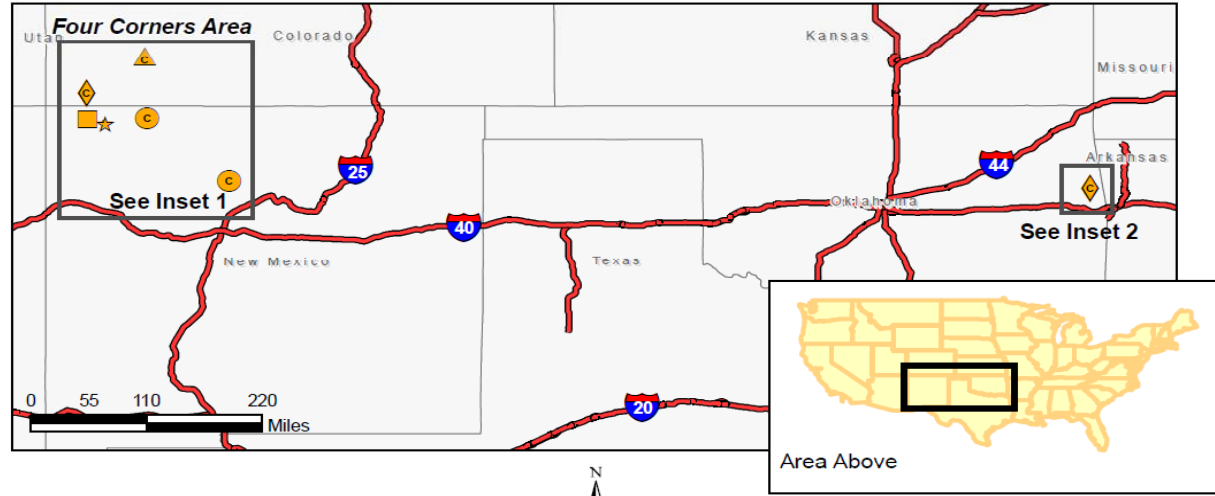 Four Corners Area
Utah
Colorado
Kansas
Missouri
C
C
C
Arkansas
See Inset 1
C
25
44
C
Oklahoma
See Inset 2
40
New Mexico
Texas
0 55 110 220
Miles
20
Area Above
N